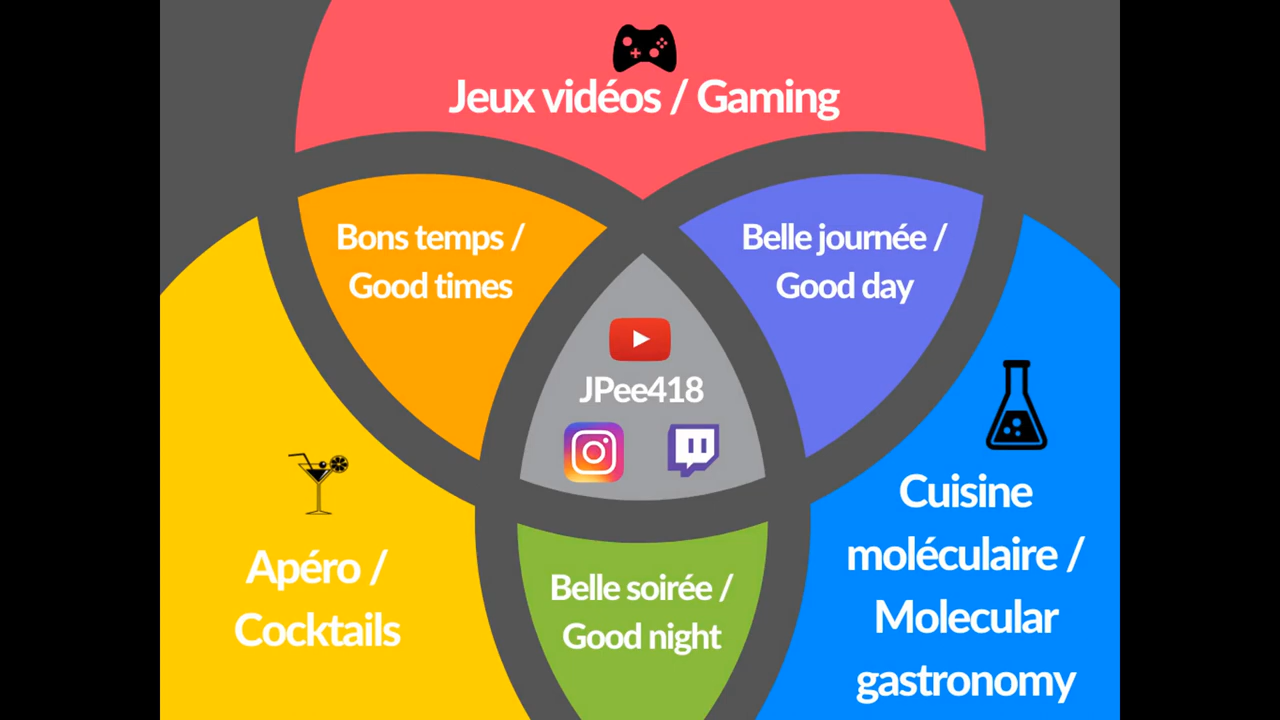 Jeux vidéos / Gaming
Bons temps /
Good times
Belle journée /
Good day
JPee418
Apéro /
Cocktails
Belle soirée /
Good night
Cuisine
moléculaire /
Molecular
gastronomy